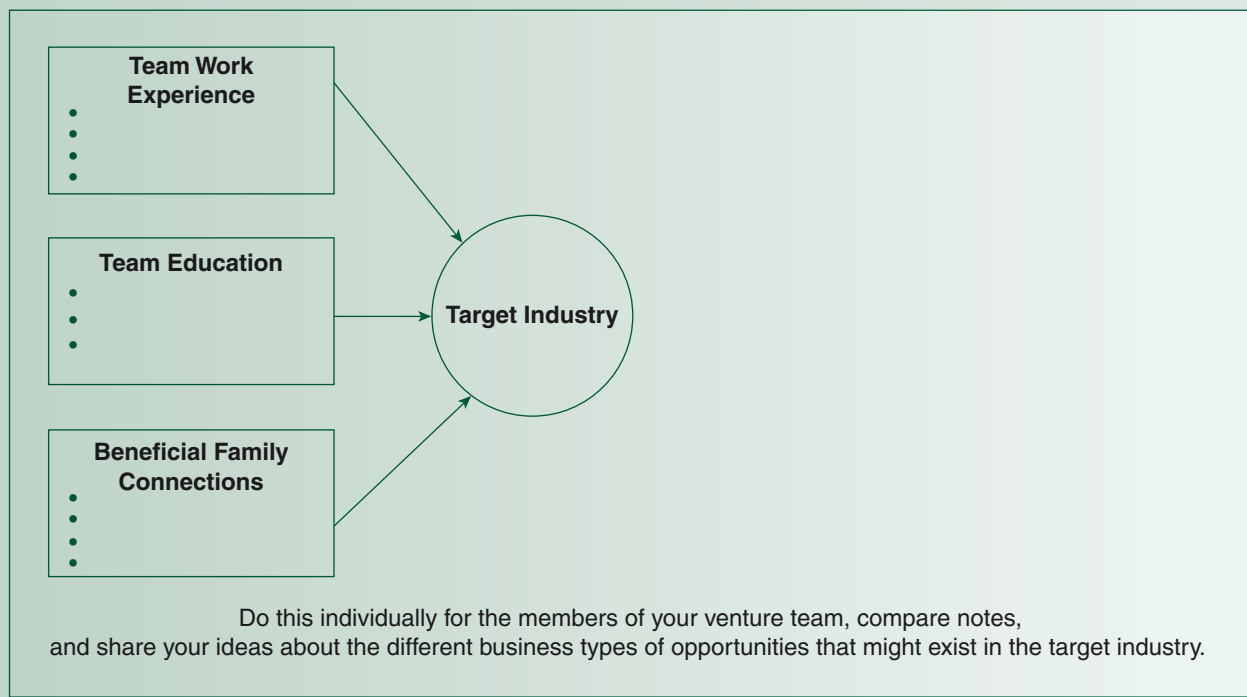 Team Work
Experience
•
•
•
•
Team Education
•
•
•
Target Industry
Beneficial Family
Connections
•
•
•
•
Do this individually for the members of your venture team, compare notes,
and share your ideas about the different business types of opportunities that might exist in the target industry.